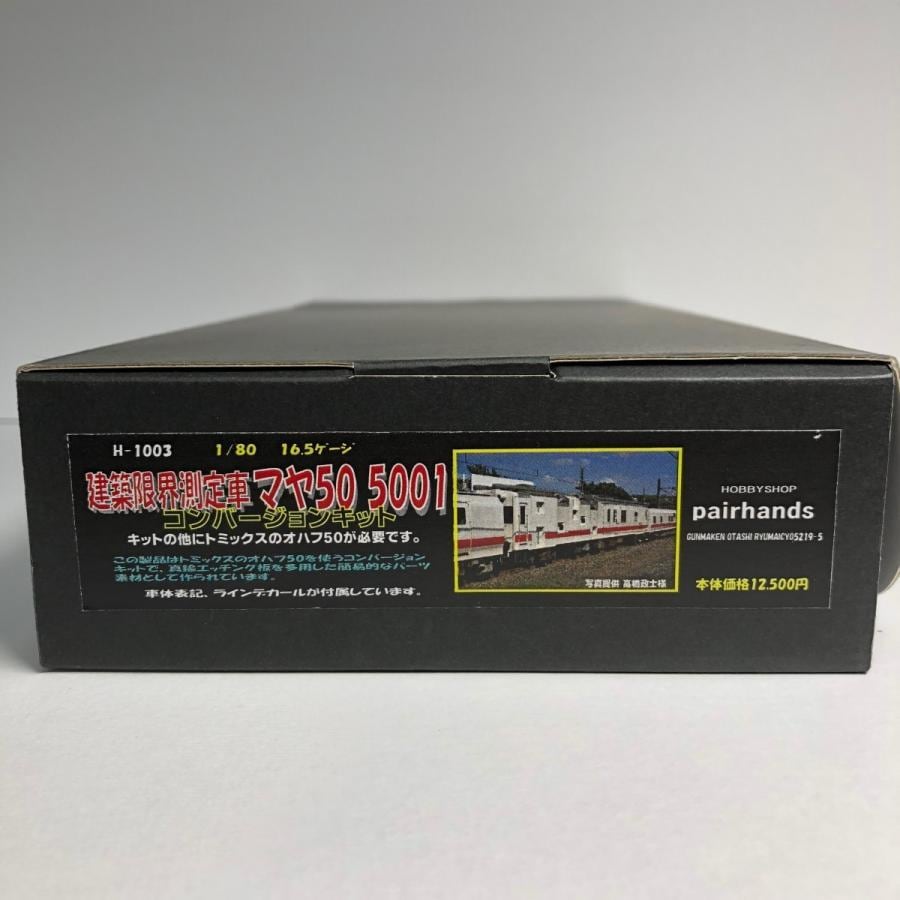 H-1003 1/80 16.5ゲージ
建築限界測定車マヤ50 5001
コンバージョンキット
キットの他にトミックスのオハフ50が必要です。
この製品はトミックスのオハフ50を使うコンバージョン
キットで、真鍮エッチング板を多用した簡易的なパーツ
素材として作られています。
車体表記、ラインデカールが付属しています。
写真提供 高橋政士様
HOBBYSHOP
pairhands
GUNMAKEN OTASHI RYUMAICYO5219-5
本体価格12.500円